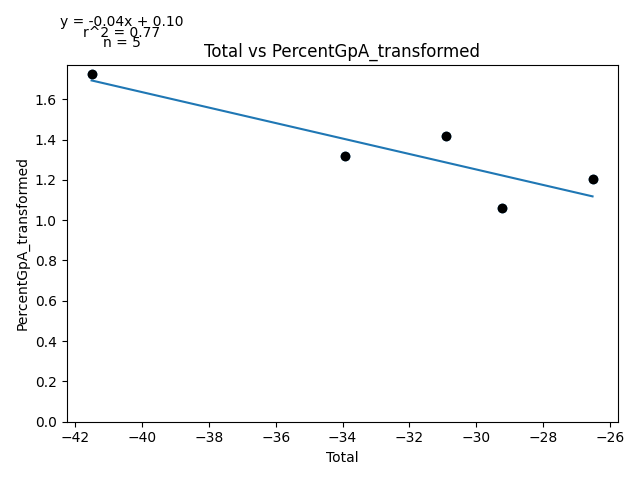 y = -0.04x + 0.10
r^2 = 0.77
n = 5
Total vs PercentGpA_transformed
PercentGpA_transformed
1.6
1.4
1.2
1.0
0.8
0.6
0.4
0.2
0.0
−42 −40 −38 −36 −34 −32 −30 −28 −26
Total